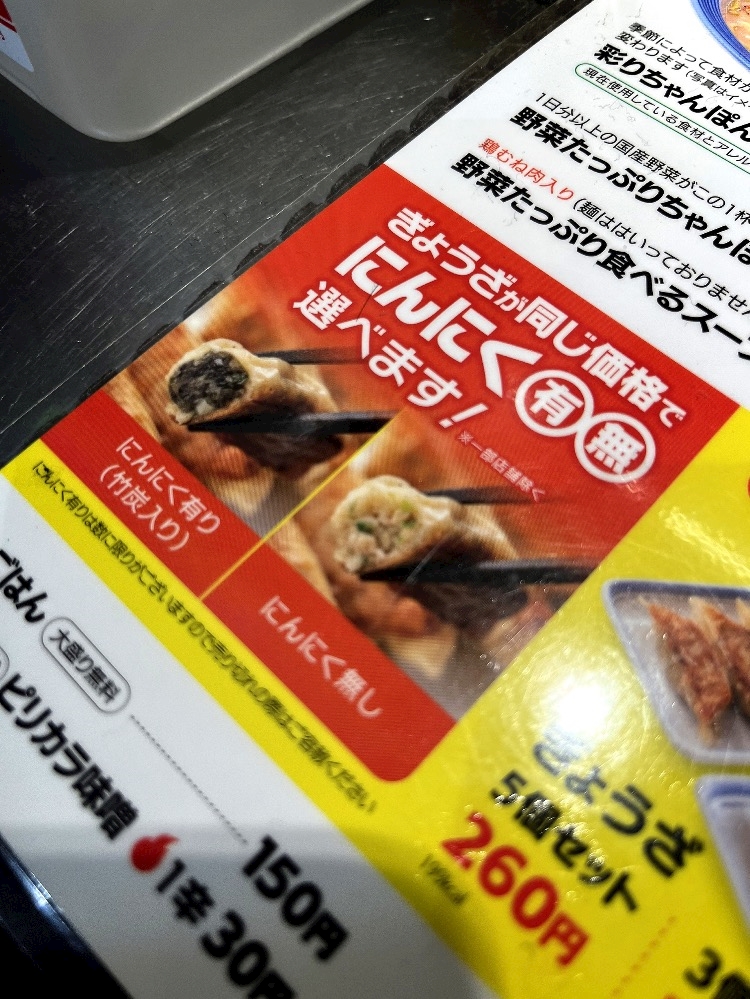 季節によって食材が
変わります(写真はイメ
彩りちゃんぽん
現在使用している食材とアレル
1日分以上の国産野菜がこの1杯
野菜たっぷりちゃんぽ
鶏むね肉入り(麺ははいっておりません
野菜たっぷり食べるスープ
ぎょうざが同じ価格で
にんにく有無
選べます!
※一部店舗除く
にんにく有り
(竹炭入り)
にんにく無し
にんにく有りは数に限りがございますので売り切れの際はご容赦ください
ごはん 大盛り無料
150円
ピリカラ味噌 1辛 30円
ぎょうざ
5個セット
260円
199kcal
3個